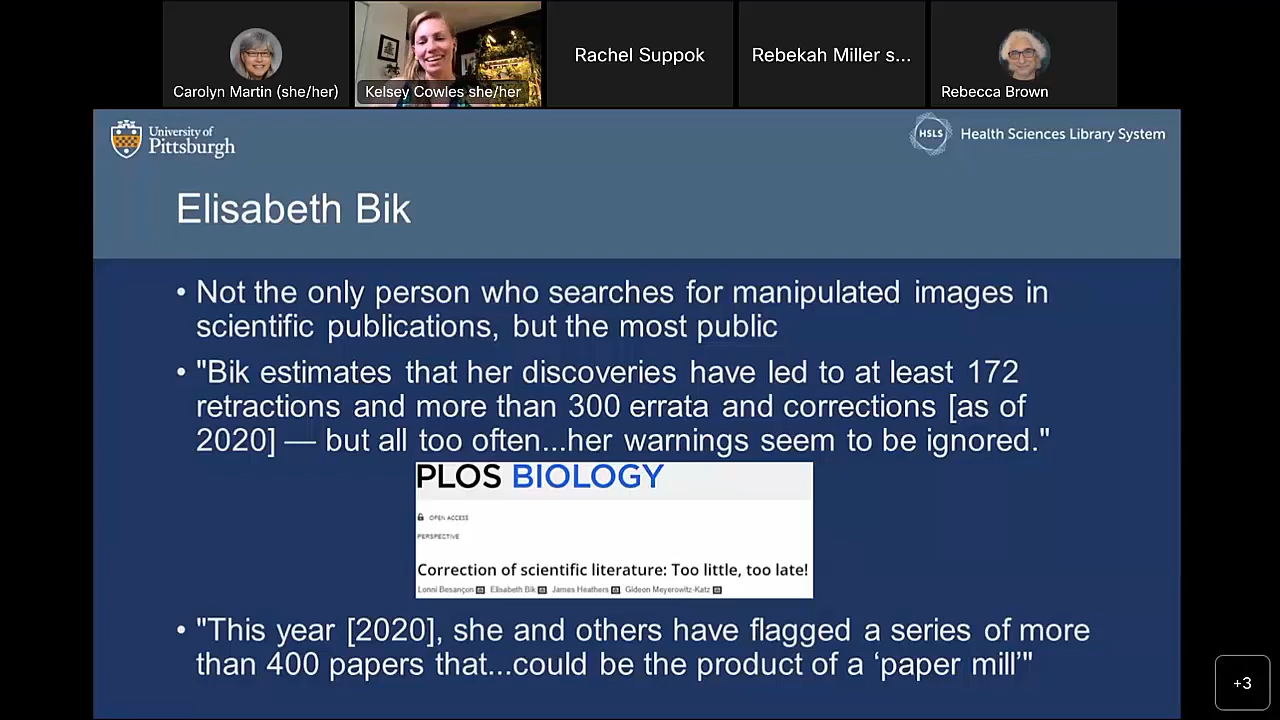 Carolyn Martin (she/her)
Kelsey Cowles she/her
Rachel Suppok
Rebekah Miller s...
Rebecca Brown
University of
Pittsburgh
HSLS
Health Sciences Library System
Elisabeth Bik
• Not the only person who searches for manipulated images in
scientific publications, but the most public
• "Bik estimates that her discoveries have led to at least 172
retractions and more than 300 errata and corrections [as of
2020] — but all too often...her warnings seem to be ignored."
PLOS BIOLOGY
OPEN ACCESS
PERSPECTIVE
Correction of scientific literature: Too little, too late!
Lonni Besançon Elisabeth Bik James Heathers Gideon Meyerowitz-Katz
• "This year [2020], she and others have flagged a series of more
than 400 papers that...could be the product of a ‘paper mill’"
+3